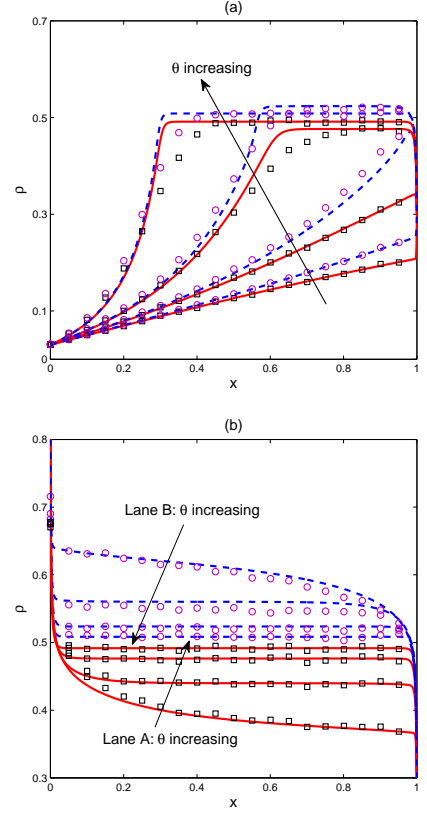 (a)
0.7
0.5
0.3
0.1
0
ρ
θ increasing
0
0.2
0.4
0.6
0.8
1
x
(b)
0.8
0.7
0.6
0.5
0.4
0.3
ρ
Lane B: θ increasing
Lane A: θ increasing
0
0.2
0.4
0.6
0.8
1
x